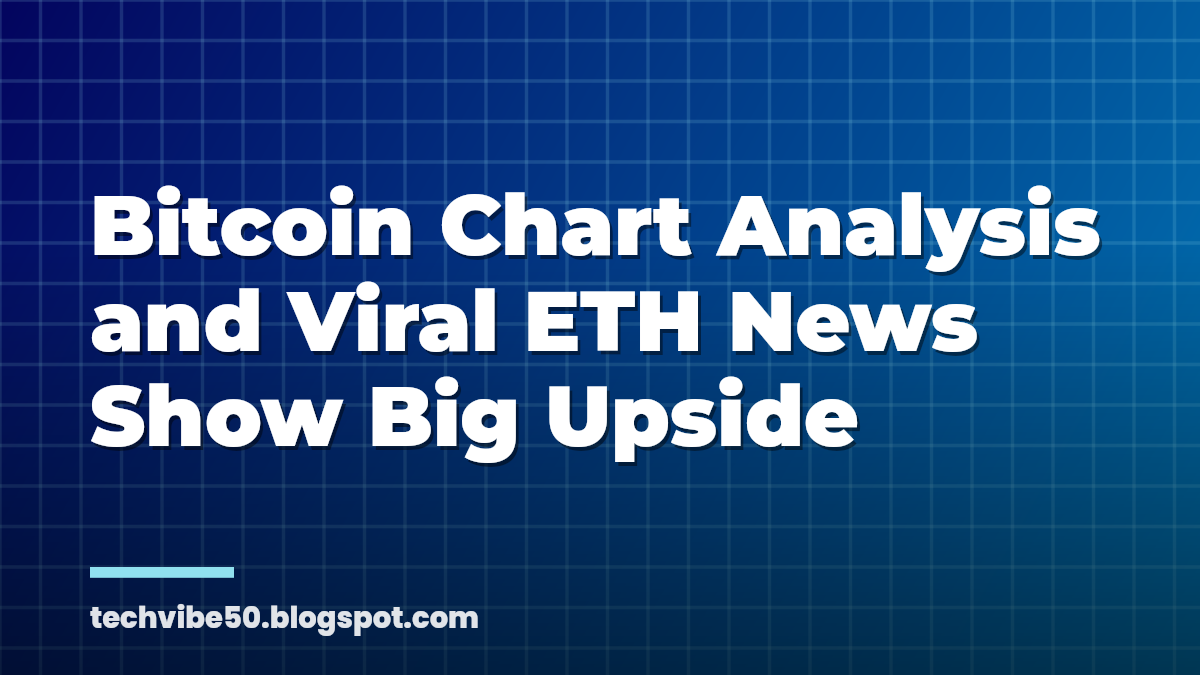 Bitcoin Chart Analysis
and Viral ETH News
Show Big Upside
techvibe50.blogspot.com